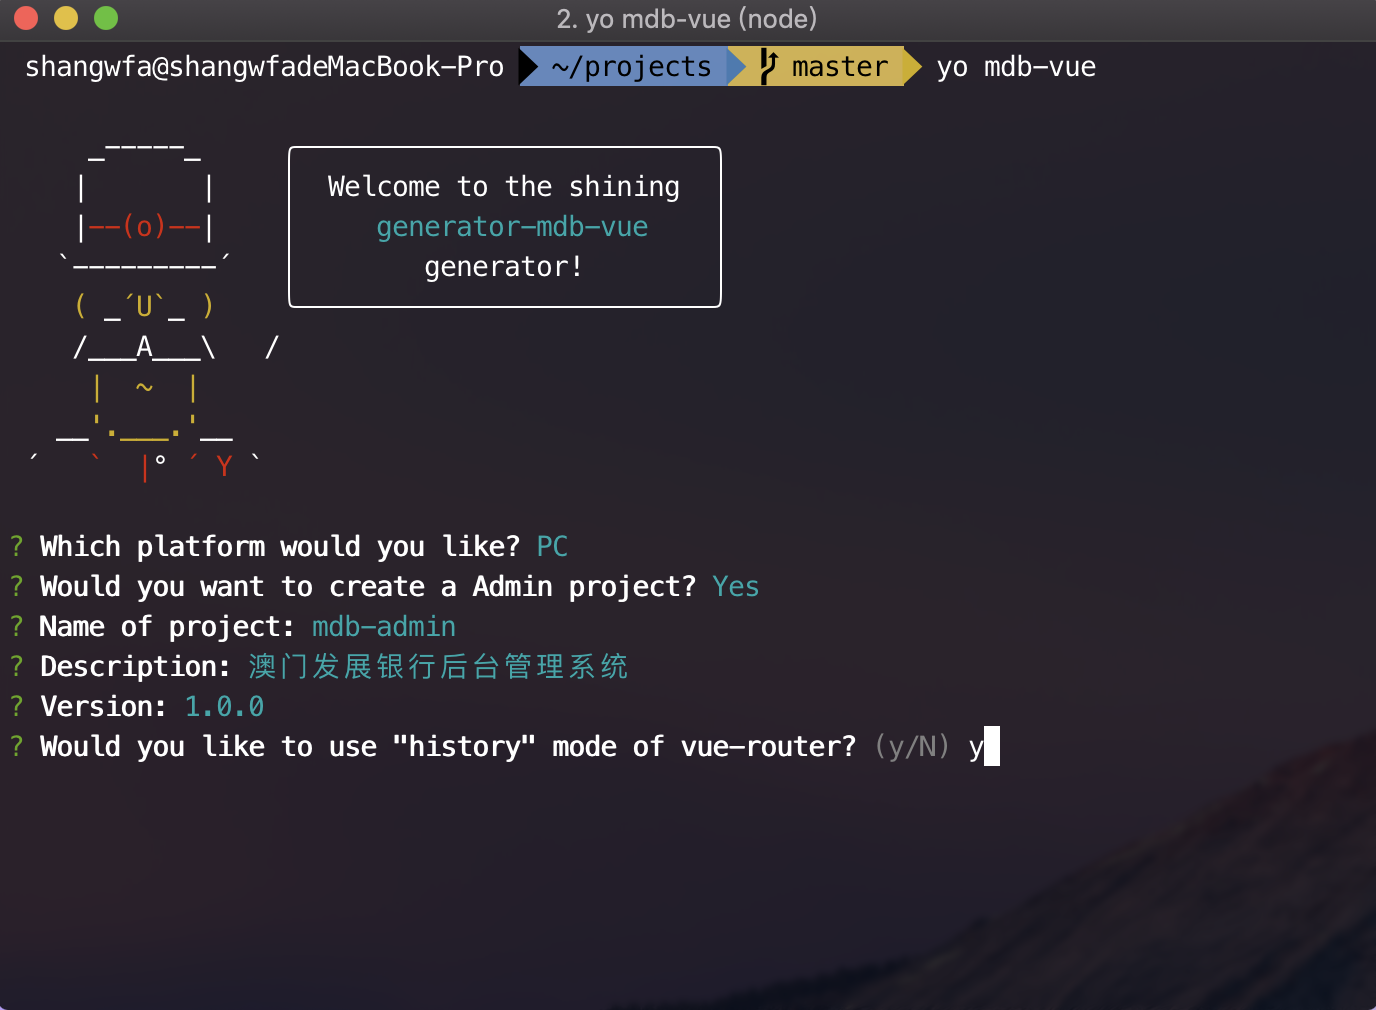 2. yo mdb-vue (node)
shangwfa@shangwfadeMacBook-Pro ~/projects master yo mdb-vue
     _-----_
    |       |
    |--(o)--|
   `---------´
    ( _´U`_ )
    /___A___\   /
     |  ~  |
   __'.___.'__
 ´   `  |° ´ Y `
Welcome to the shining
generator-mdb-vue
generator!
? Which platform would you like? PC
? Would you want to create a Admin project? Yes
? Name of project: mdb-admin
? Description: 澳门发展银行后台管理系统
? Version: 1.0.0
? Would you like to use "history" mode of vue-router? (y/N) y